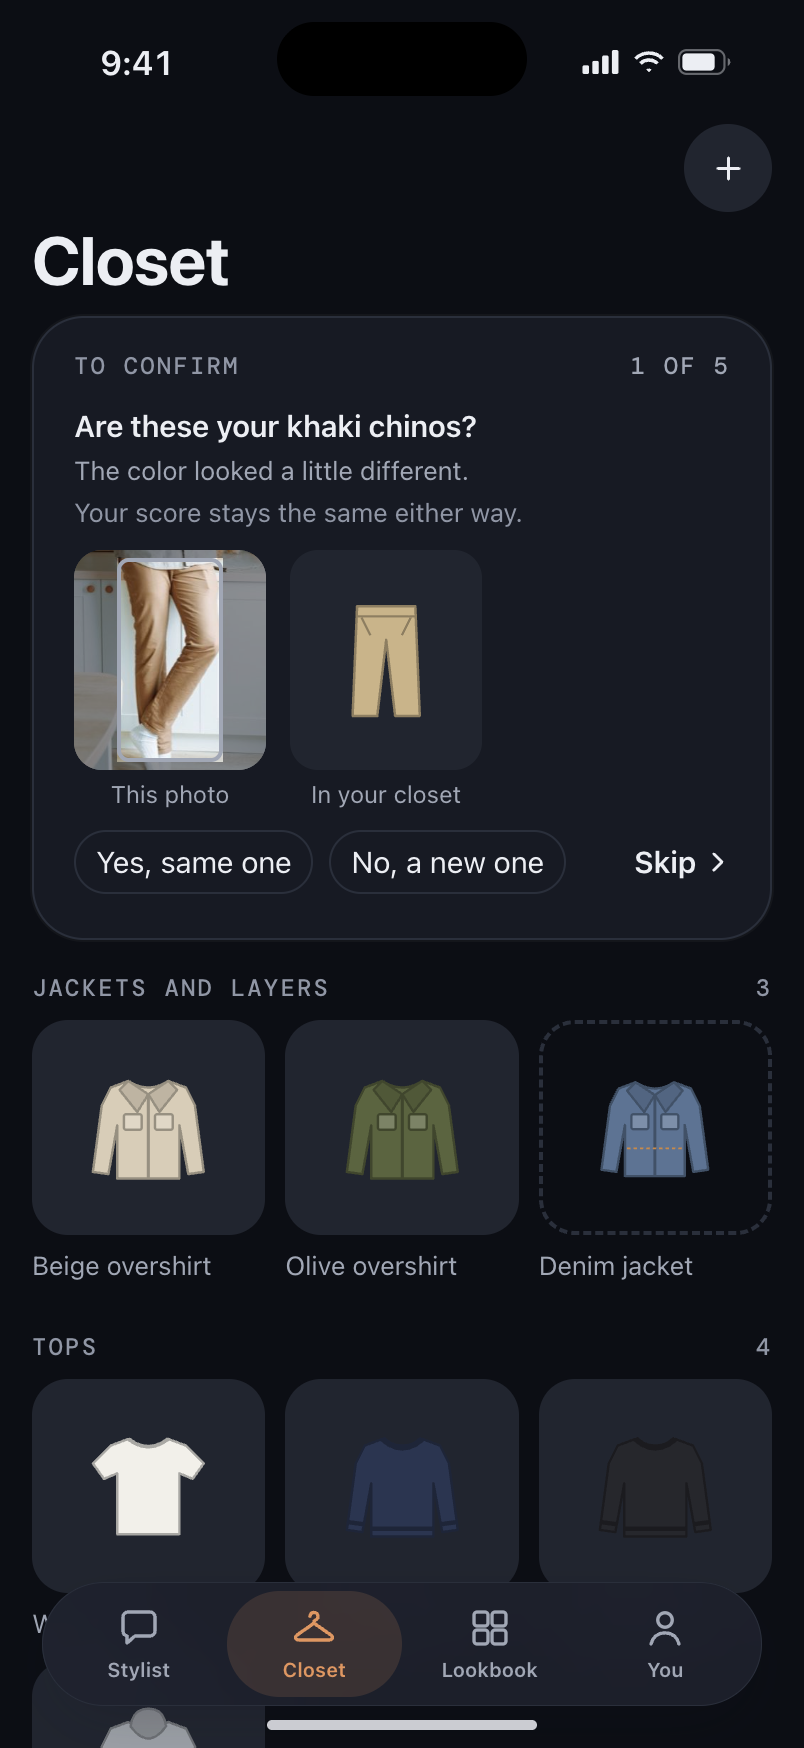 9:41
Closet
TO CONFIRM
1 OF 5
Are these your khaki chinos?
The color looked a little different.
Your score stays the same either way.
This photo
In your closet
Yes, same one
No, a new one
Skip
JACKETS AND LAYERS
3
Beige overshirt
Olive overshirt
Denim jacket
TOPS
4
Stylist
Closet
Lookbook
You